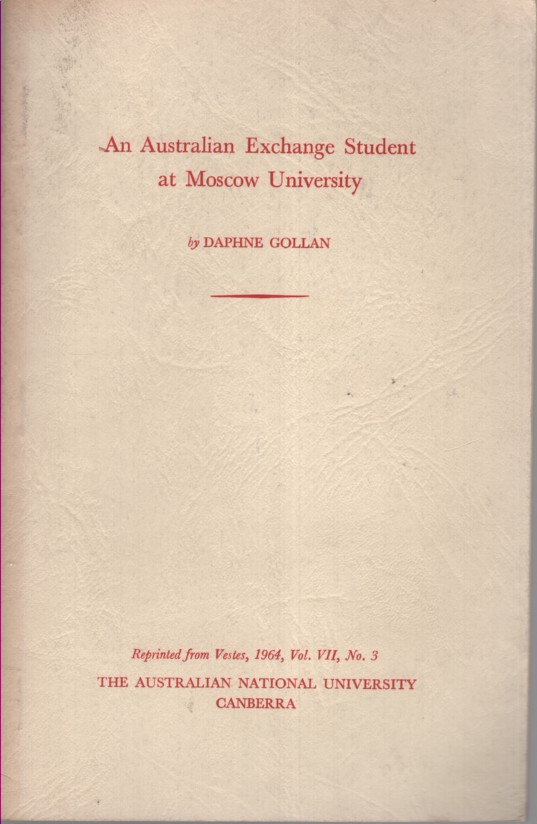 An Australian Exchange Student
at Moscow University
by DAPHNE GOLLAN
Reprinted from Vestes, 1964, Vol. VII, No. 3
THE AUSTRALIAN NATIONAL UNIVERSITY
CANBERRA